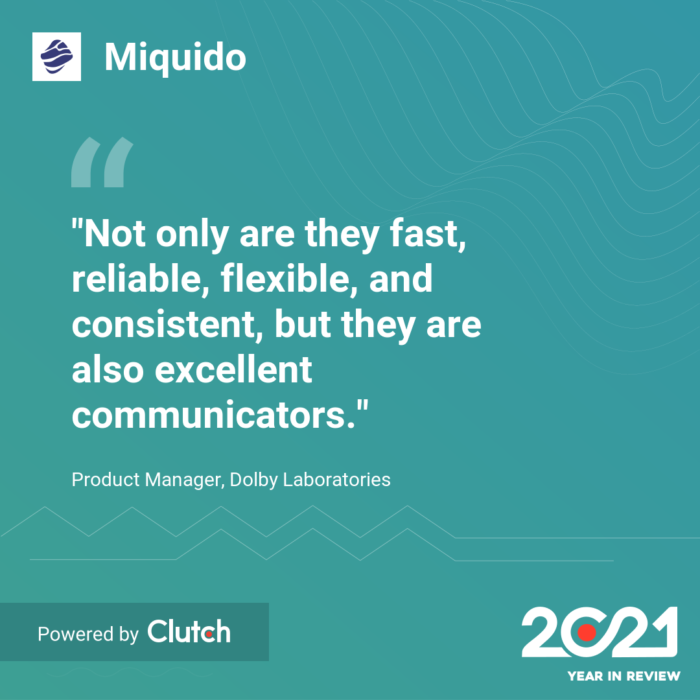 Miquido
“
"Not only are they fast,
reliable, flexible, and
consistent, but they are
also excellent
communicators."
Product Manager, Dolby Laboratories
Powered by Clutch
2021
YEAR IN REVIEW